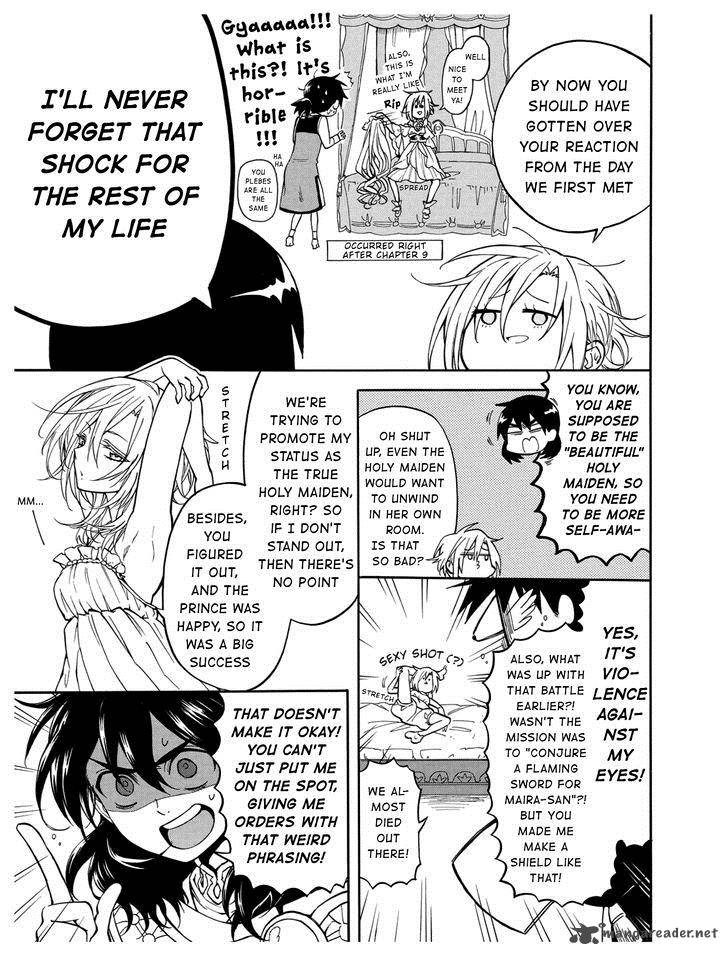 BY NOW YOU
SHOULD HAVE
GOTTEN OVER
YOUR REACTION
FROM THE DAY
WE FIRST MET
WELL
NICE
TO MEET
YA!
ALSO,
THIS IS
WHAT I'M
REALLY LIKE
Rip
SPREAD
Gyaaaaa!!!
What is
this?! It's
hor-
rible
!!!
HA
HA
YOU
PLEBES
ARE ALL
THE
SAME
OCCURRED RIGHT
AFTER CHAPTER 9
I'LL NEVER
FORGET THAT
SHOCK FOR
THE REST OF
MY LIFE
YOU KNOW,
YOU ARE
SUPPOSED
TO BE THE
"BEAUTIFUL"
HOLY
MAIDEN, SO
YOU NEED
TO BE MORE
SELF-AWA-
OH SHUT
UP, EVEN THE
HOLY MAIDEN
WOULD WANT
TO UNWIND
IN HER OWN
ROOM.
IS THAT
SO BAD?
WE'RE
TRYING TO
PROMOTE MY
STATUS AS
THE TRUE
HOLY MAIDEN,
RIGHT? SO
IF I DON'T
STAND OUT,
THEN THERE'S
NO POINT
STRETCH
MM...
BESIDES,
YOU
FIGURED
IT OUT,
AND THE
PRINCE WAS
HAPPY, SO IT
WAS A BIG
SUCCESS
YES,
IT'S
VIO-
LENCE
AGAI-
NST
MY
EYES!
SEXY SHOT (?)
STRETCH
ALSO, WHAT
WAS UP WITH
THAT BATTLE
EARLIER?!
WASN'T THE
MISSION WAS
TO "CONJURE
A FLAMING
SWORD FOR
MAIRA-SAN"?!
BUT YOU
MADE ME
MAKE A
SHIELD LIKE
THAT!
WE AL-
MOST
DIED
OUT
THERE!
THAT DOESN'T
MAKE IT OKAY!
YOU CAN'T
JUST PUT ME
ON THE SPOT,
GIVING ME
ORDERS WITH
THAT WEIRD
PHRASING!
mangareader.net